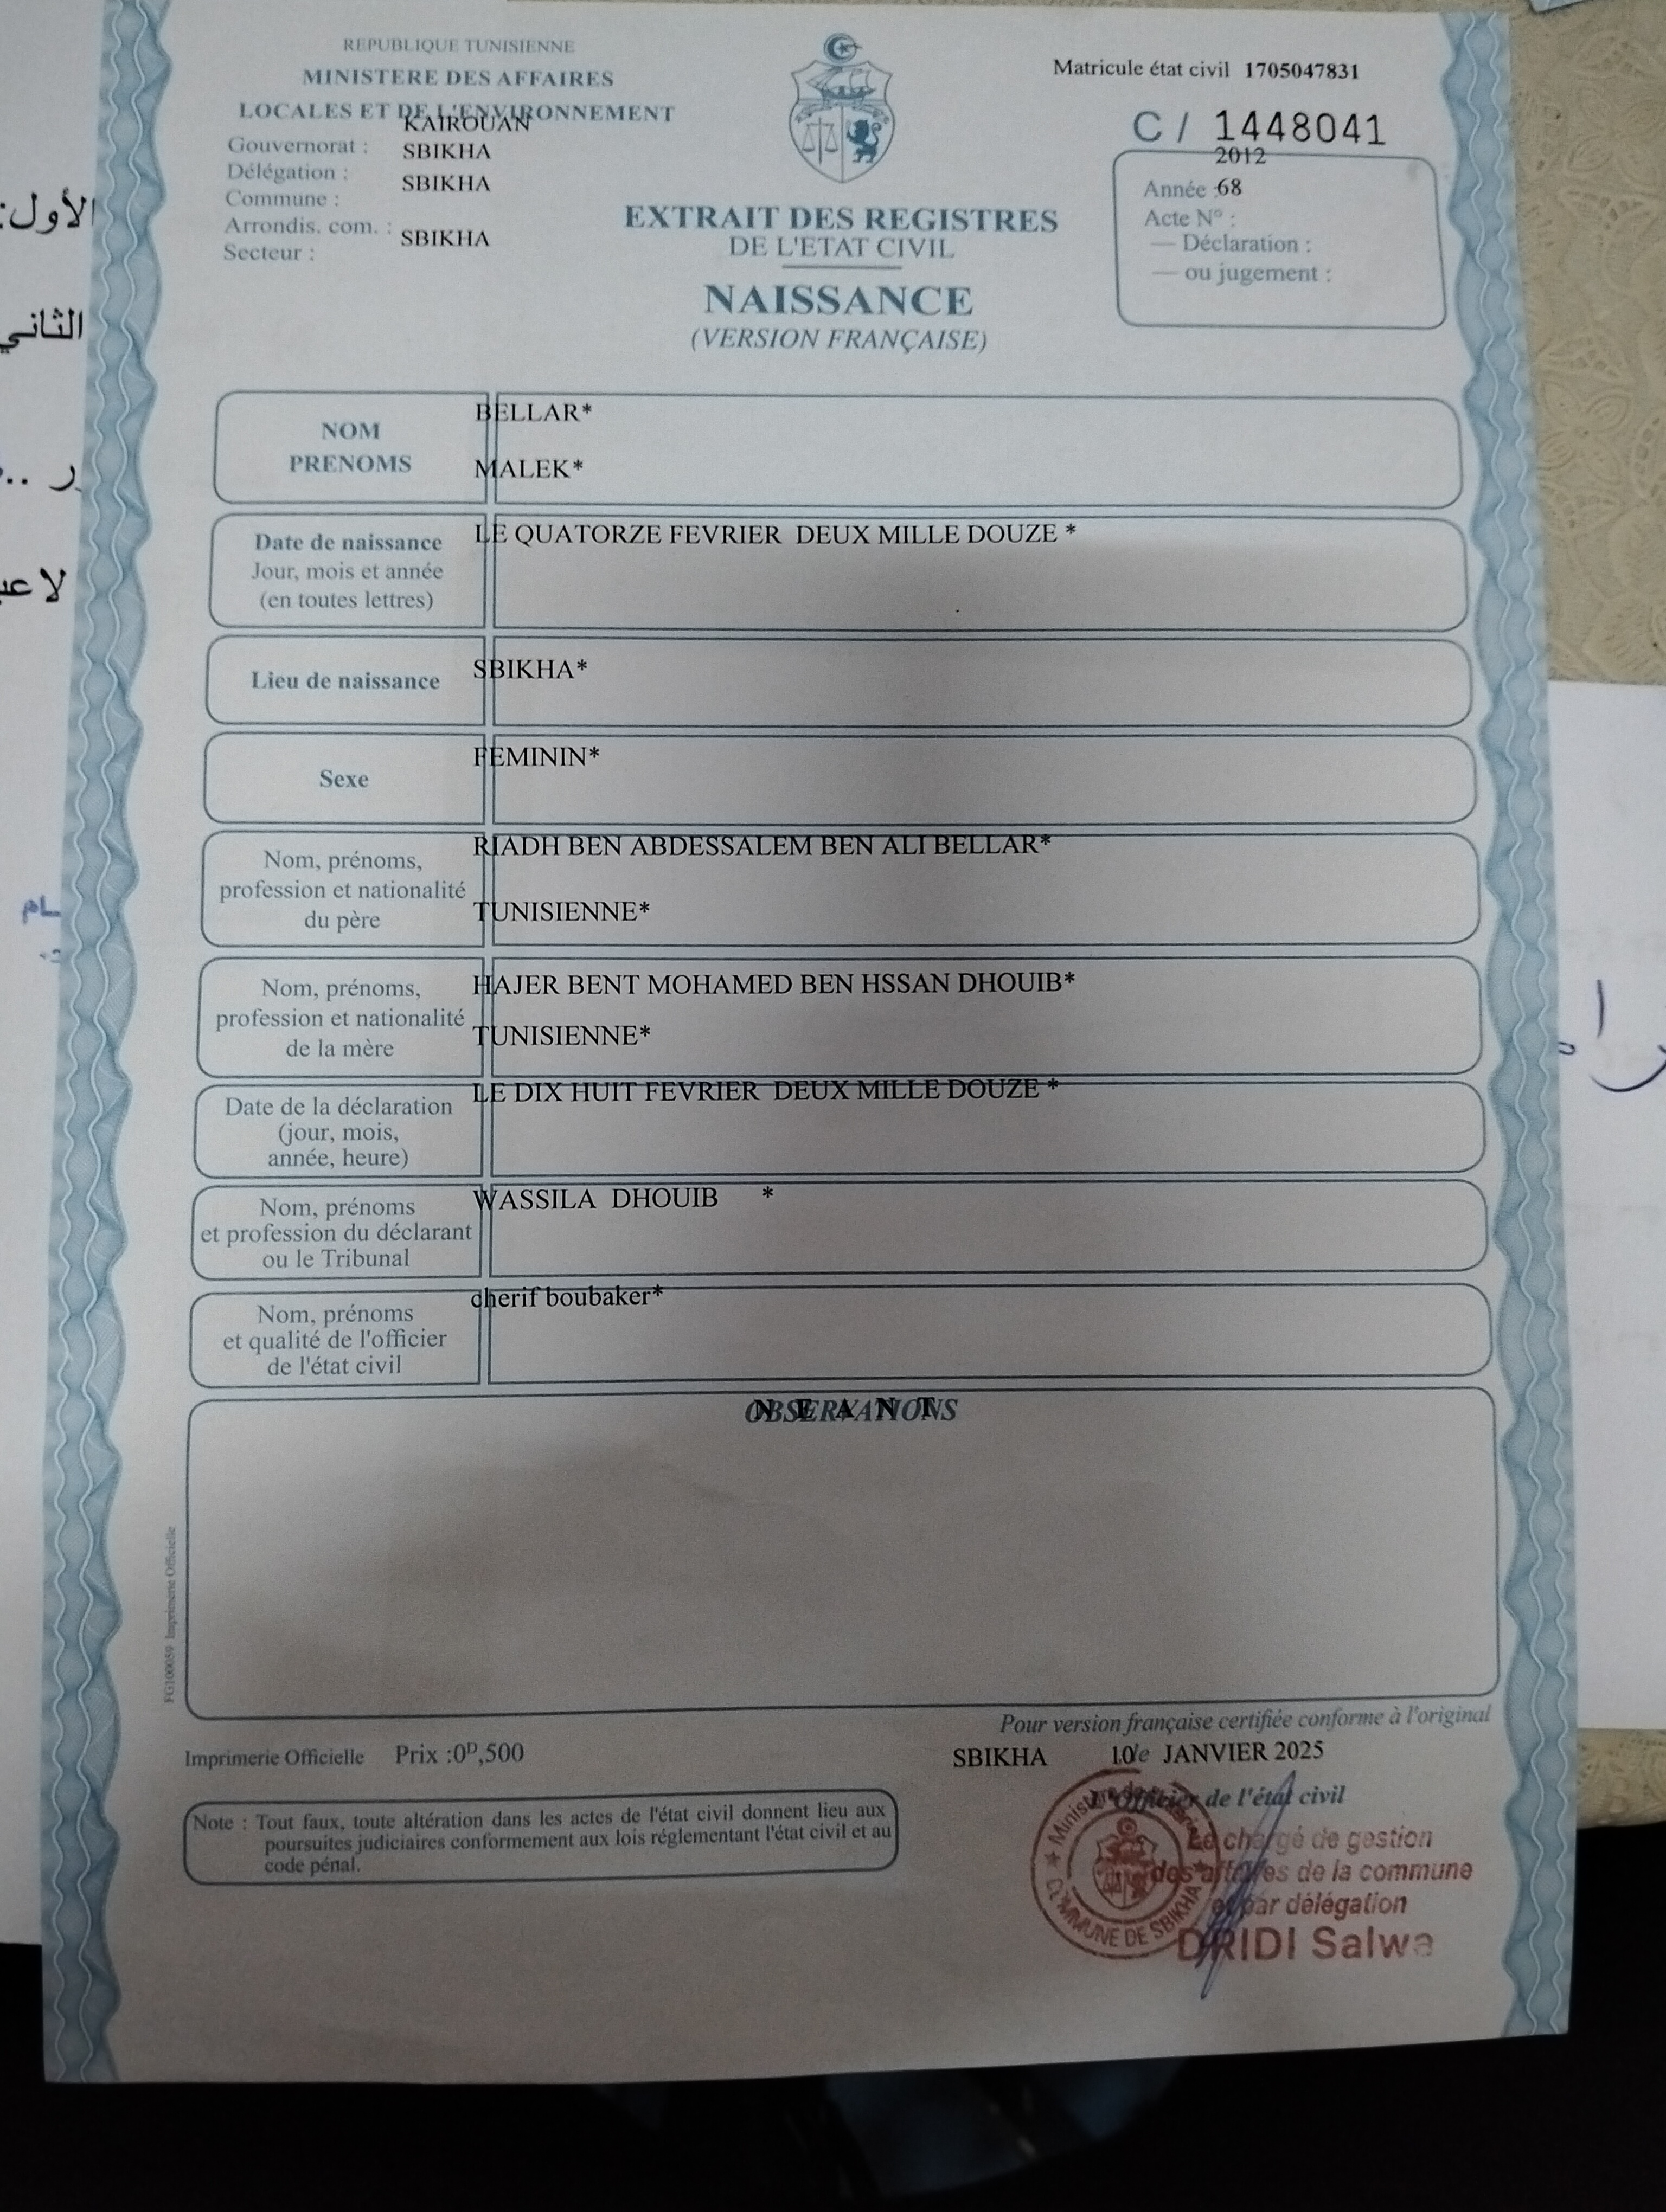 REPUBLIQUE TUNISIENNE
MINISTERE DES AFFAIRES
LOCALES ET DE L'ENVIRONNEMENT
KAIROUAN
Gouvernorat : SBIKHA
Délégation : SBIKHA
Commune :
Arrondis. com. : SBIKHA
Secteur :
Matricule état civil 1705047831
C / 1448041
2012
Année : 68
Acte N° :
— Déclaration :
— ou jugement :
EXTRAIT DES REGISTRES
DE L'ETAT CIVIL
NAISSANCE
(VERSION FRANÇAISE)
NOM
PRENOMS
BELLAR*
MALEK*
Date de naissance
Jour, mois et année
(en toutes lettres)
LE QUATORZE FEVRIER DEUX MILLE DOUZE *
Lieu de naissance
SBIKHA*
Sexe
FEMININ*
Nom, prénoms,
profession et nationalité
du père
RIADH BEN ABDESSALEM BEN ALI BELLAR*
TUNISIENNE*
Nom, prénoms,
profession et nationalité
de la mère
HAJER BENT MOHAMED BEN HSSAN DHOUIB*
TUNISIENNE*
Date de la déclaration
(jour, mois,
année, heure)
LE DIX HUIT FEVRIER DEUX MILLE DOUZE *
Nom, prénoms
et profession du déclarant
ou le Tribunal
WASSILA DHOUIB *
Nom, prénoms
et qualité de l'officier
de l'état civil
cherif boubaker*
OBSERVATIONS
N E A N T
FG100059 Imprimerie Officielle
Pour version française certifiée conforme à l'original
Imprimerie Officielle Prix :0ᴰ,500
SBIKHA 10 le JANVIER 2025
L'Officier de l'état civil
Note : Tout faux, toute altération dans les actes de l'état civil donnent lieu aux
poursuites judiciaires conformement aux lois réglementant l'état civil et au
code pénal.
Le chargé de gestion
des affaires de la commune
et par délégation
DRIDI Salwa
COMMUNE DE SBIKHA
الأول:
الثاني